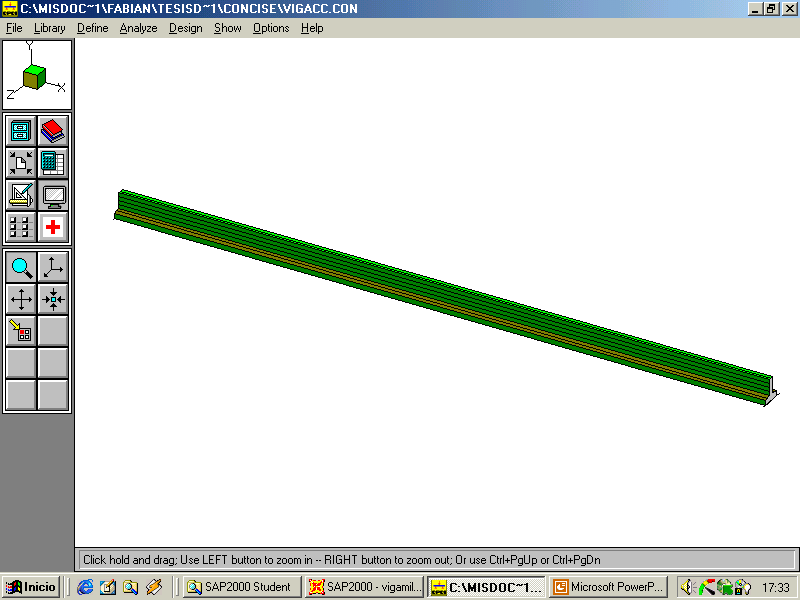 C:\MISDOC~1\FABIAN\TESISD~1\CONCISE\VIGACC.CON
File Library Define Analyze Design Show Options Help
Y
X
Z
Click hold and drag; Use LEFT button to zoom in -- RIGHT button to zoom out; Or use Ctrl+PgUp or Ctrl+PgDn
Inicio SAP2000 Student SAP2000 - vigamil... C:\MISDOC~1... Microsoft PowerP... 17:33